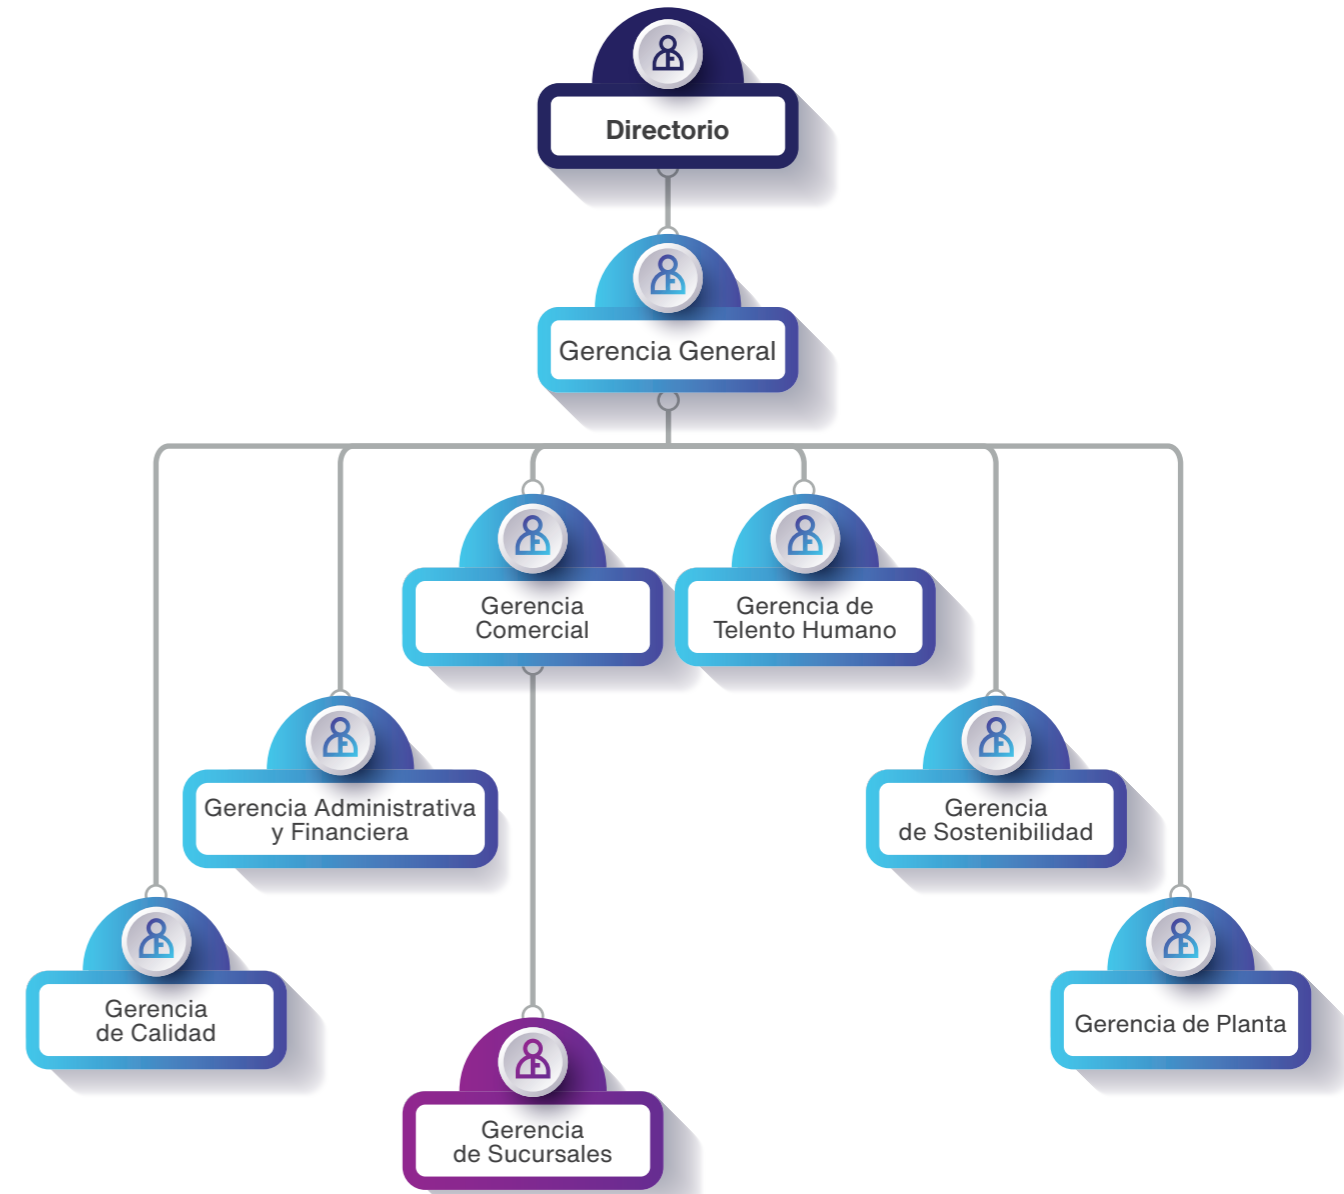 Directorio
Gerencia General
Gerencia
Comercial
Gerencia de
Telento Humano
Gerencia Administrativa
y Financiera
Gerencia
de Sostenibilidad
Gerencia
de Calidad
Gerencia de Planta
Gerencia
de Sucursales